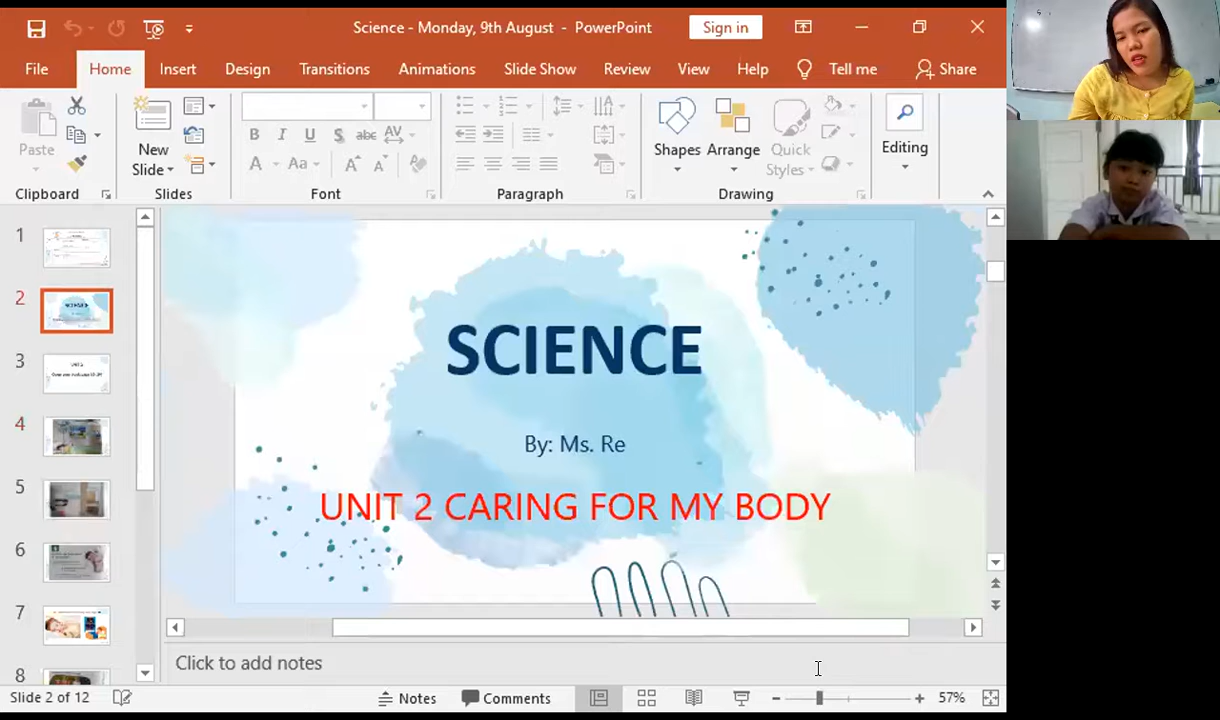 Science - Monday, 9th August - PowerPoint
Sign in
File Home Insert Design Transitions Animations Slide Show Review View Help Tell me Share
Paste
New
Slide
Shapes Arrange Quick
Styles
Editing
Clipboard Slides Font Paragraph Drawing
1
2
3
4
5
6
7
8
SCIENCE
By: Ms. Re
UNIT 2 CARING FOR MY BODY
Click to add notes
Slide 2 of 12 Notes Comments 57%